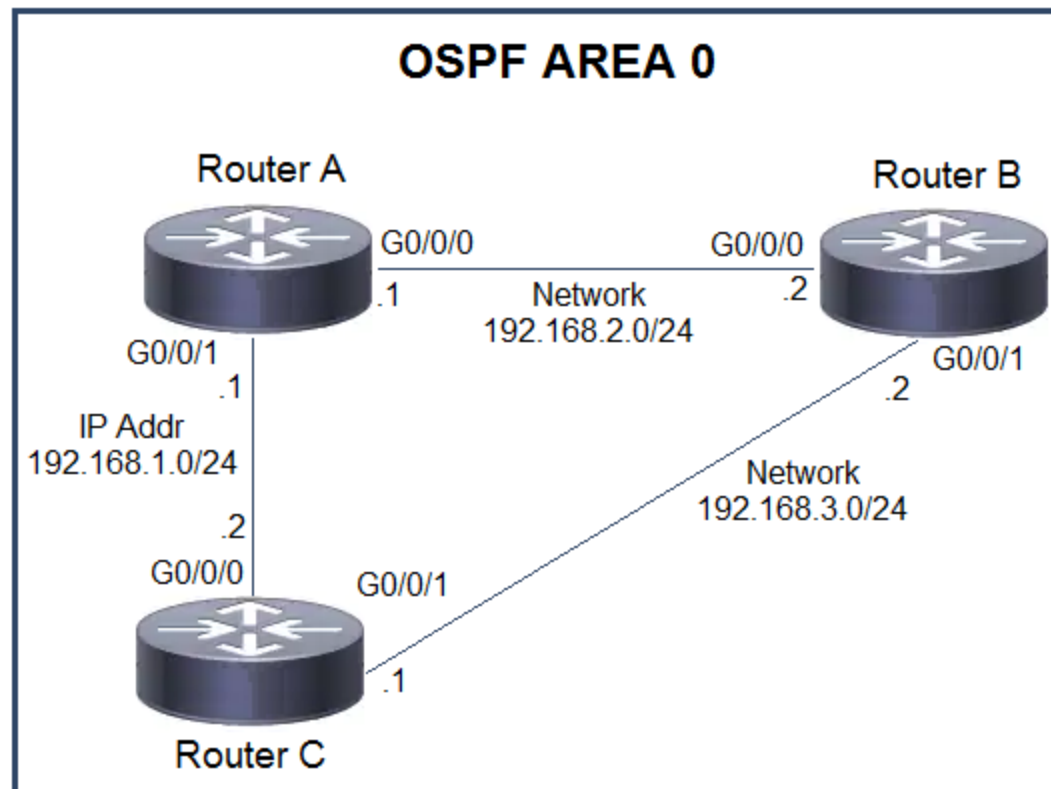 OSPF AREA 0
Router A
Router B
G0/0/0
G0/0/0
.1
Network
.2
192.168.2.0/24
G0/0/1
G0/0/1
.1
.2
IP Addr
192.168.1.0/24
Network
192.168.3.0/24
.2
G0/0/0
G0/0/1
.1
Router C